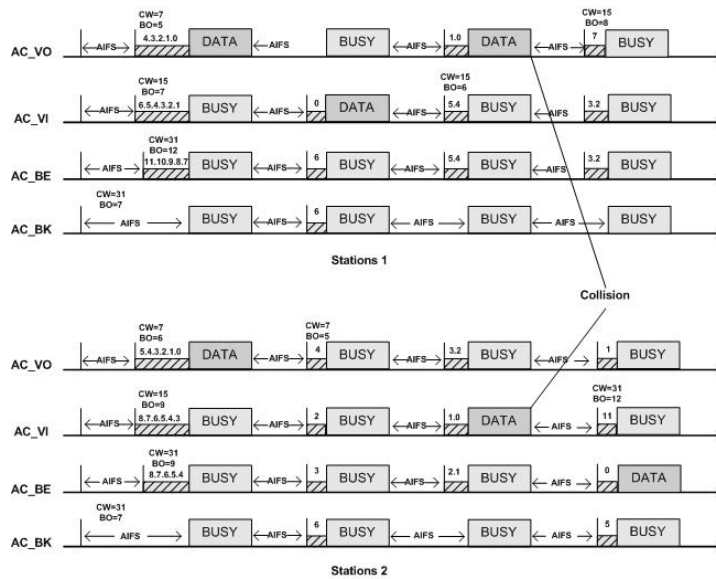 CW=7 CW=15
BO=5 BO=8
4.3.2.1.0 DATA AIFS BUSY 1.0 DATA 7 BUSY
AC_VO AIFS AIFS AIFS
CW=15 CW=15
BO=7 BO=6
6.5.4.3.2.1 BUSY 0 DATA 5.4 BUSY 3.2 BUSY
AC_VI AIFS AIFS AIFS AIFS
CW=31
BO=12
11.10.9.8.7 BUSY 6 BUSY 5.4 BUSY 3.2 BUSY
AC_BE AIFS AIFS AIFS AIFS
CW=31
BO=7
BUSY 6 BUSY BUSY BUSY
AC_BK AIFS AIFS AIFS AIFS
Stations 1
Collision
CW=7 CW=7
BO=6 BO=5
5.4.3.2.1.0 DATA 4 BUSY 3.2 BUSY 1 BUSY
AC_VO AIFS AIFS AIFS AIFS
CW=15 CW=31
BO=9 BO=12
8.7.6.5.4.3 BUSY 2 BUSY 1.0 DATA 11 BUSY
AC_VI AIFS AIFS AIFS AIFS
CW=31
BO=9
8.7.6.5.4 BUSY 3 BUSY 2.1 BUSY 0 DATA
AC_BE AIFS AIFS AIFS AIFS
CW=31
BO=7
BUSY 6 BUSY BUSY 5 BUSY
AC_BK AIFS AIFS AIFS AIFS
Stations 2